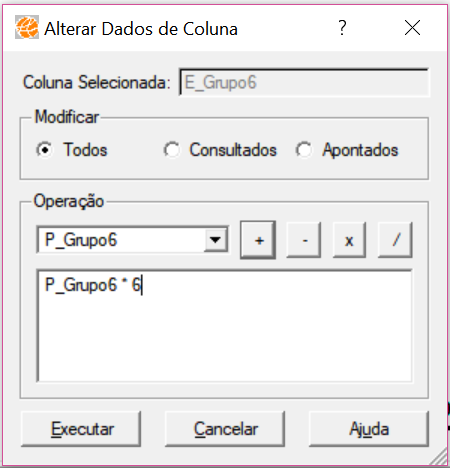 Alterar Dados de Coluna ?
Coluna Selecionada: E_Grupo6
Modificar
Todos Consultados Apontados
Operação
P_Grupo6 + - x /
P_Grupo6 * 6
Executar Cancelar Ajuda